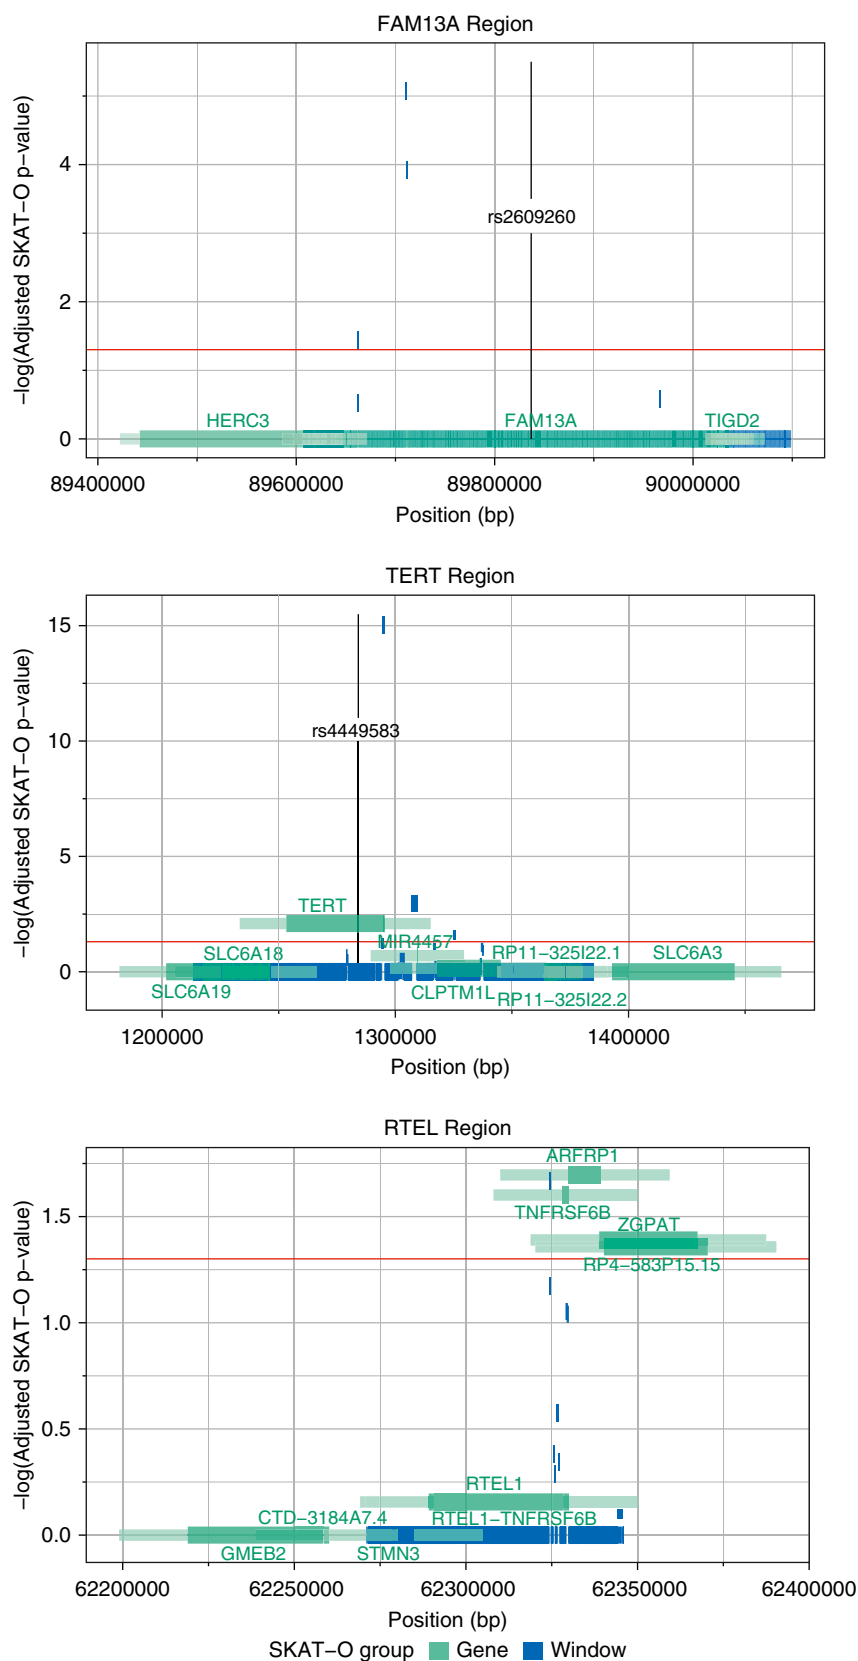 FAM13A Region
−log(Adjusted SKAT−O p−value)
4
2
0
rs2609260
HERC3
FAM13A
TIGD2
89400000
89600000
89800000
90000000
Position (bp)
TERT Region
−log(Adjusted SKAT−O p−value)
15
10
5
0
rs4449583
TERT
MIR4457
SLC6A18
RP11−325I22.1
SLC6A3
SLC6A19
CLPTM1L
RP11−325I22.2
1200000
1300000
1400000
Position (bp)
RTEL Region
−log(Adjusted SKAT−O p−value)
1.5
1.0
0.5
0.0
ARFRP1
TNFRSF6B
ZGPAT
RP4−583P15.15
RTEL1
CTD−3184A7.4
RTEL1−TNFRSF6B
GMEB2
STMN3
62200000
62250000
62300000
62350000
62400000
Position (bp)
SKAT−O group
Gene
Window